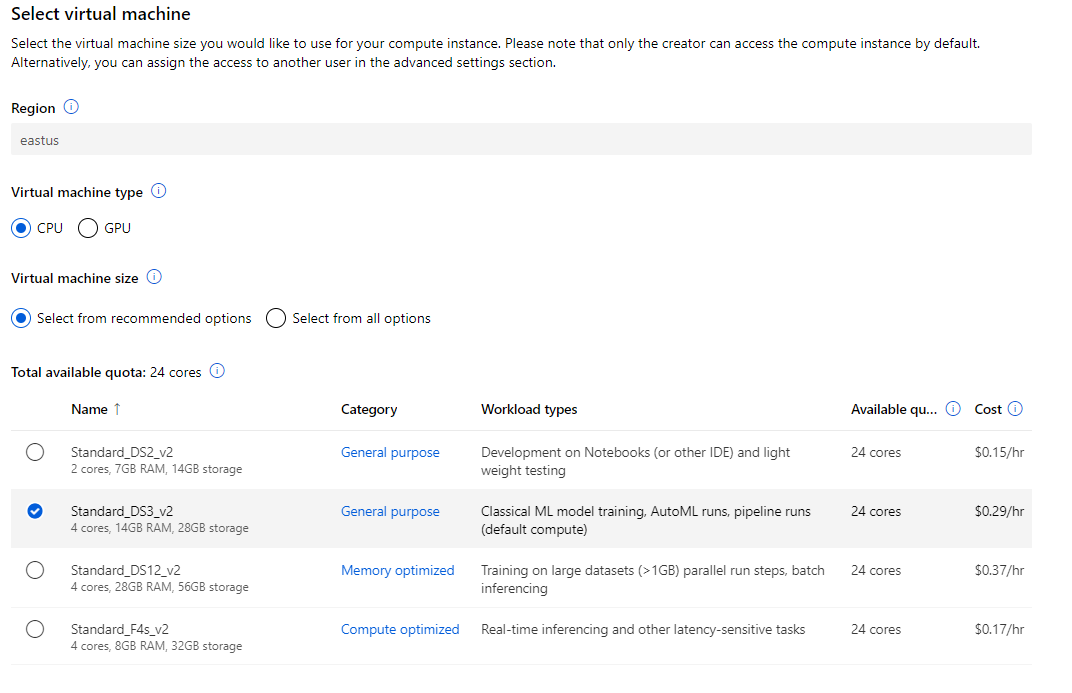 Select virtual machine
Select the virtual machine size you would like to use for your compute instance. Please note that only the creator can access the compute instance by default.
Alternatively, you can assign the access to another user in the advanced settings section.
Region
eastus
Virtual machine type
CPU GPU
Virtual machine size
Select from recommended options Select from all options
Total available quota: 24 cores
Name ↑ Category Workload types Available qu... Cost
Standard_DS2_v2 General purpose Development on Notebooks (or other IDE) and light 24 cores $0.15/hr
2 cores, 7GB RAM, 14GB storage weight testing
Standard_DS3_v2 General purpose Classical ML model training, AutoML runs, pipeline runs 24 cores $0.29/hr
4 cores, 14GB RAM, 28GB storage (default compute)
Standard_DS12_v2 Memory optimized Training on large datasets (>1GB) parallel run steps, batch 24 cores $0.37/hr
4 cores, 28GB RAM, 56GB storage inferencing
Standard_F4s_v2 Compute optimized Real-time inferencing and other latency-sensitive tasks 24 cores $0.17/hr
4 cores, 8GB RAM, 32GB storage